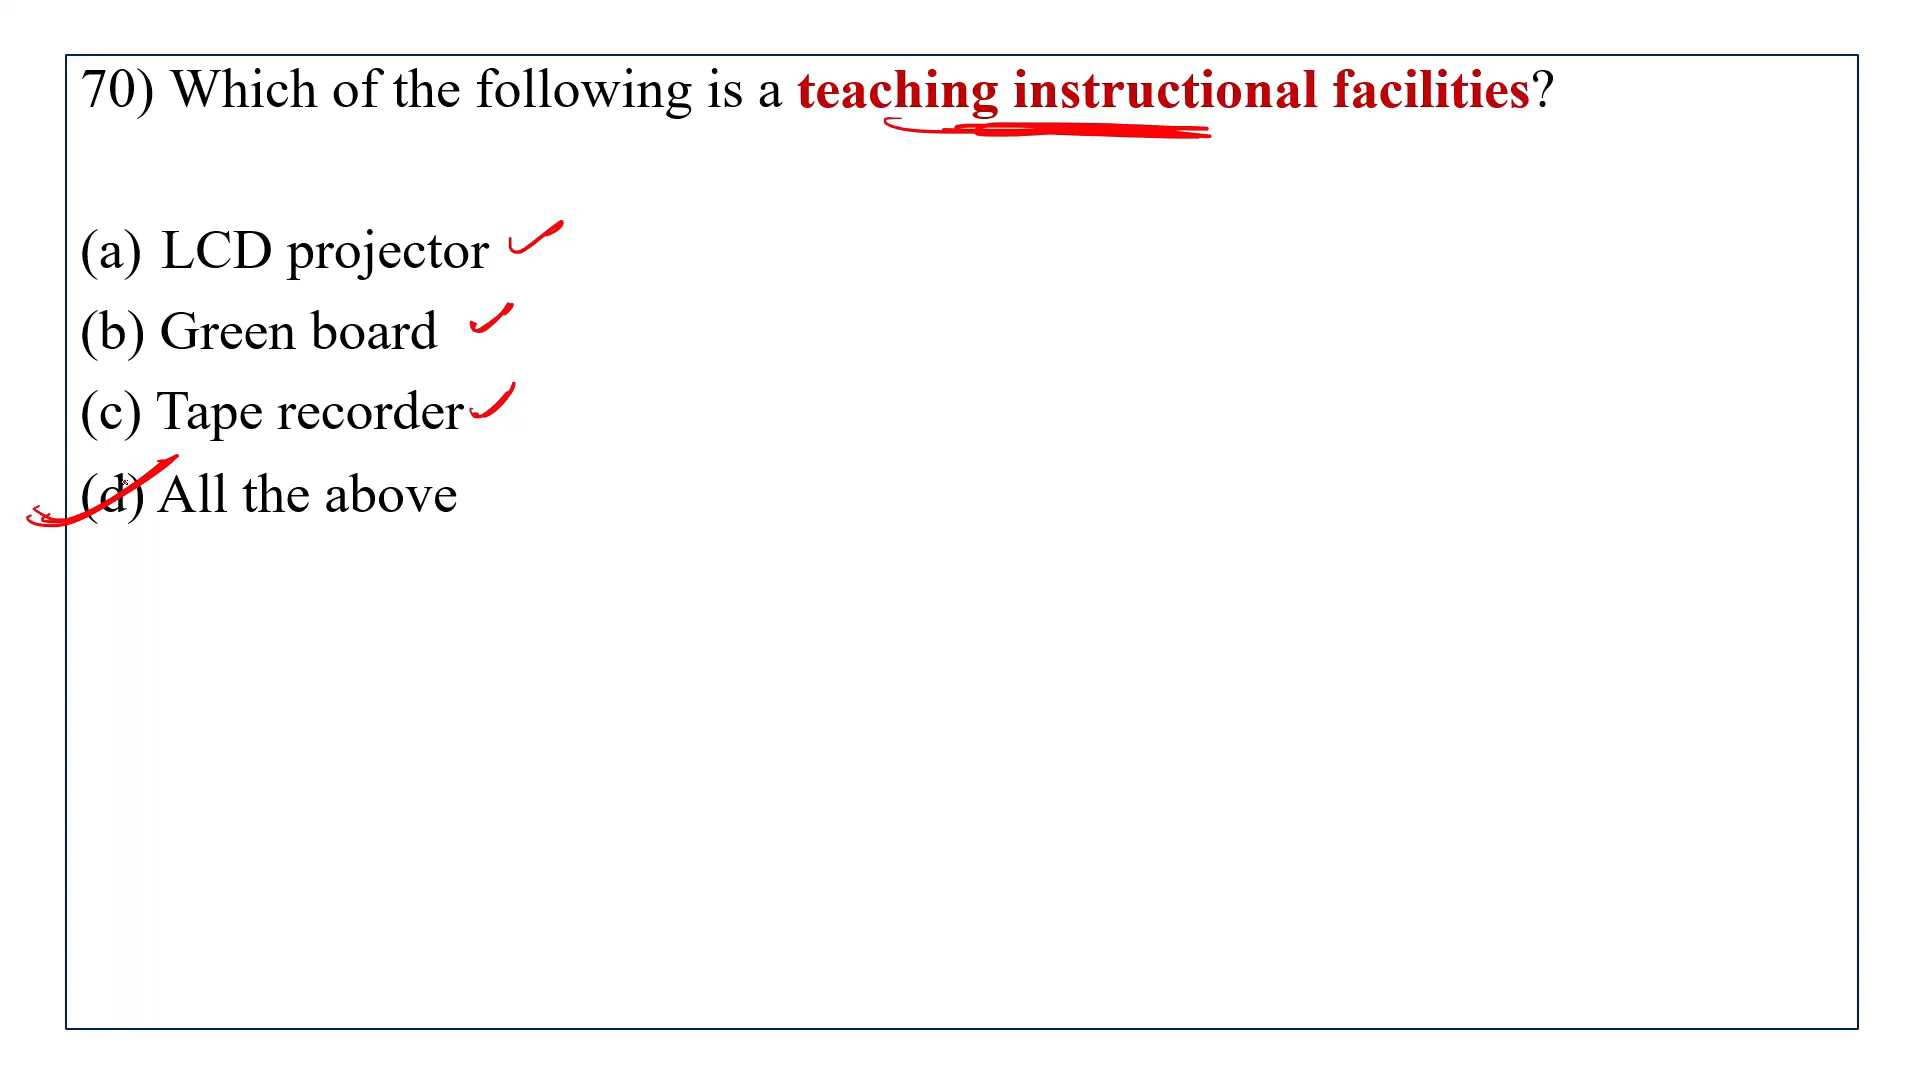 70) Which of the following is a teaching instructional facilities?
(a) LCD projector
(b) Green board
(c) Tape recorder
(d) All the above